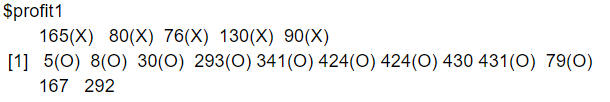 $profit1
165(X) 80(X) 76(X) 130(X) 90(X)
[1] 5(O) 8(O) 30(O) 293(O) 341(O) 424(O) 424(O) 430 431(O) 79(O)
167 292